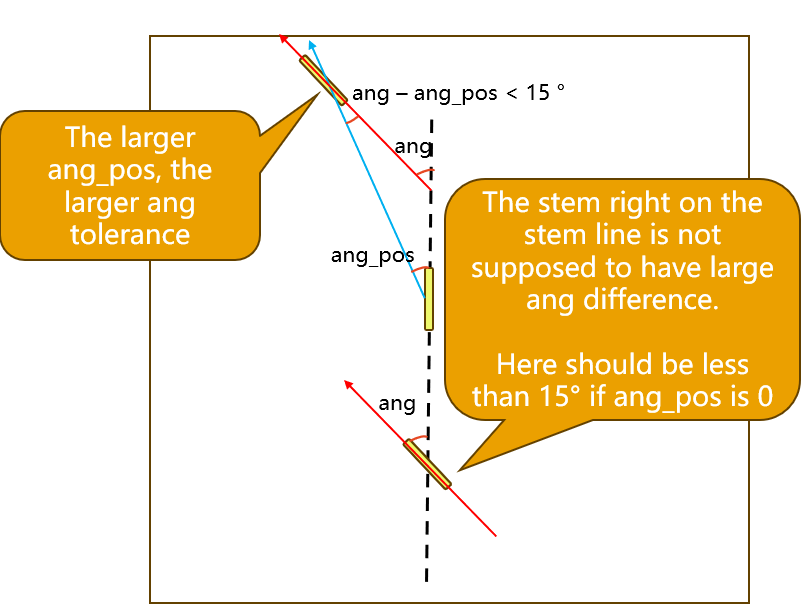 ang – ang_pos < 15 °
The larger
ang_pos, the
larger ang
tolerance
ang
ang_pos
The stem right on the
stem line is not
supposed to have large
ang difference.
Here should be less
than 15° if ang_pos is 0
ang